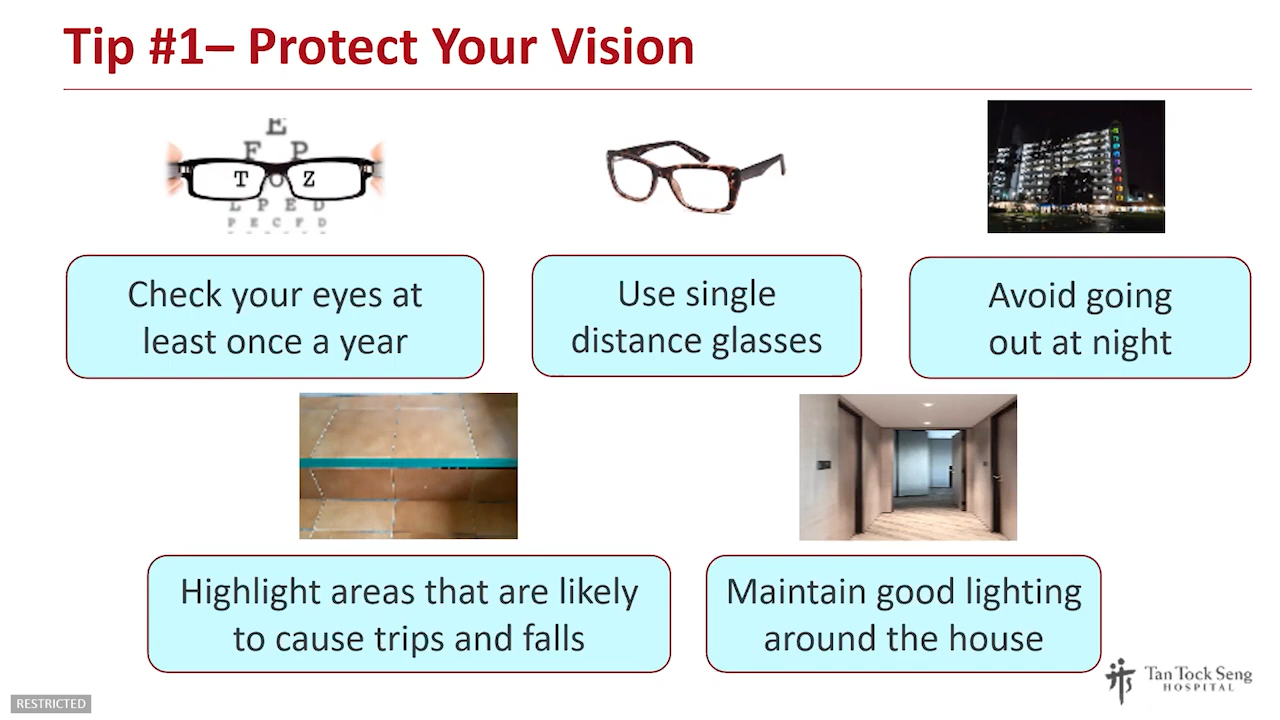 Tip #1– Protect Your Vision
E
F P
T O Z
L P E D
P E C F D
Check your eyes at
least once a year
Use single
distance glasses
Avoid going
out at night
Highlight areas that are likely
to cause trips and falls
Maintain good lighting
around the house
Tan Tock Seng
HOSPITAL
RESTRICTED